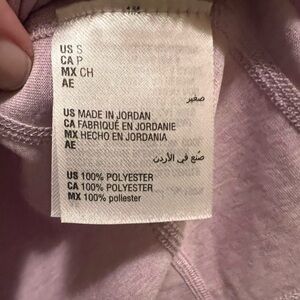 US S
CA P
MX CH
AE
صغير
US MADE IN JORDAN
CA FABRIQUÉ EN JORDANIE
MX HECHO EN JORDANIA
AE
صُنع في الأردن
US 100% POLYESTER
CA 100% POLYESTER
MX 100% poliester